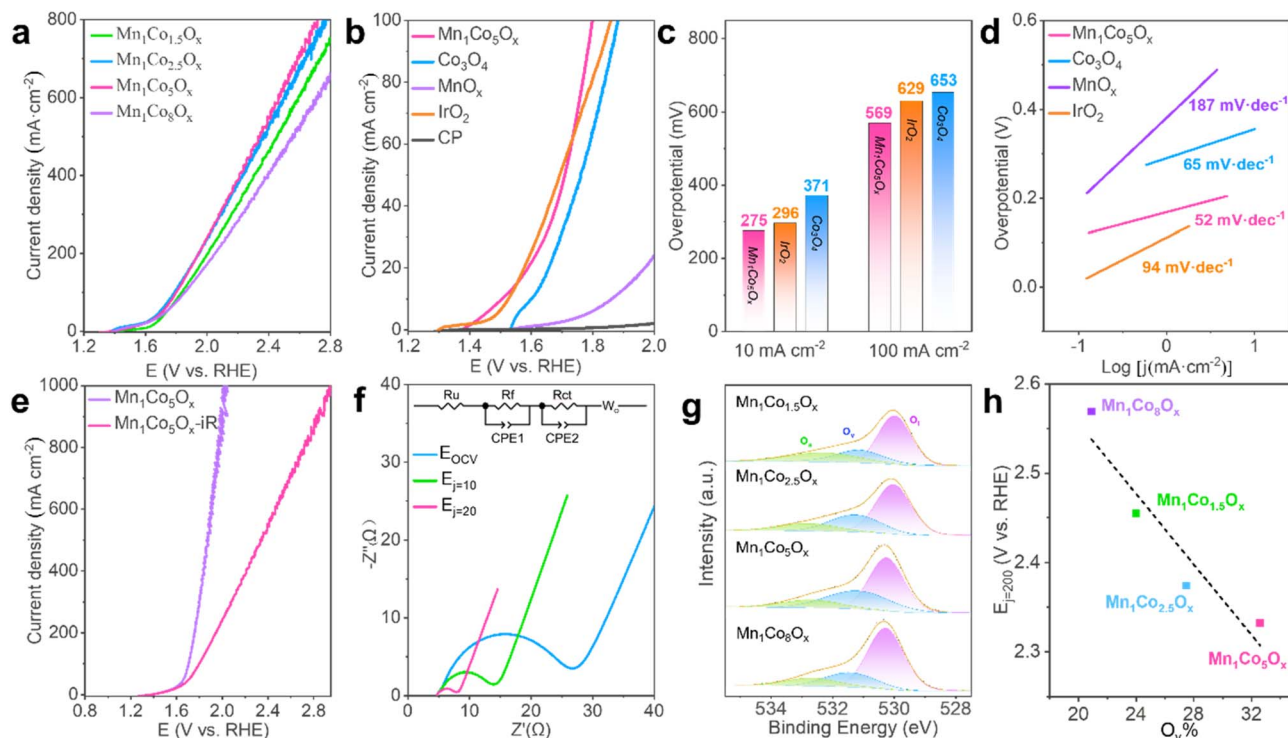 a
Mn₁Co₁.₅Oₓ
Mn₁Co₂.₅Oₓ
Mn₁Co₅Oₓ
Mn₁Co₈Oₓ
Current density (mA·cm⁻²)
800
600
400
200
0
1.2 1.6 2.0 2.4 2.8
E (V vs. RHE)
b
Mn₁Co₅Oₓ
Co₃O₄
MnOₓ
IrO₂
CP
Current density (mA cm⁻²)
100
80
60
40
20
0
1.2 1.4 1.6 1.8 2.0
E (V vs. RHE)
c
Overpotential (mV)
800
600
400
200
0
275
296
371
569
629
653
Mn₁Co₅Oₓ
IrO₂
Co₃O₄
Mn₁Co₅Oₓ
IrO₂
Co₃O₄
10 mA cm⁻² 100 mA cm⁻²
d
Mn₁Co₅Oₓ
Co₃O₄
MnOₓ
IrO₂
Overpotential (V)
0.6
0.4
0.2
0.0
187 mV·dec⁻¹
65 mV·dec⁻¹
52 mV·dec⁻¹
94 mV·dec⁻¹
-1 0 1
Log [j(mA·cm⁻²)]
e
Mn₁Co₅Oₓ
Mn₁Co₅Oₓ-iR
Current density (mA cm⁻²)
1000
800
600
400
200
0
0.8 1.2 1.6 2.0 2.4 2.8
E (V vs. RHE)
f
Ru Rf Rct Wₒ
CPE1 CPE2
E_OCV
E_j=10
E_j=20
-Z''(Ω)
-40
-20
0
0 10 20 30 40
Z'(Ω)
g
Mn₁Co₁.₅Oₓ
Oₐ Oᵥ Oₗ
Mn₁Co₂.₅Oₓ
Mn₁Co₅Oₓ
Mn₁Co₈Oₓ
Intensity (a.u.)
534 532 530 528
Binding Energy (eV)
h
Mn₁Co₈Oₓ
Mn₁Co₁.₅Oₓ
Mn₁Co₂.₅Oₓ
Mn₁Co₅Oₓ
E_j=200 (V vs. RHE)
2.6
2.5
2.4
2.3
20 24 28 32
Oᵥ%